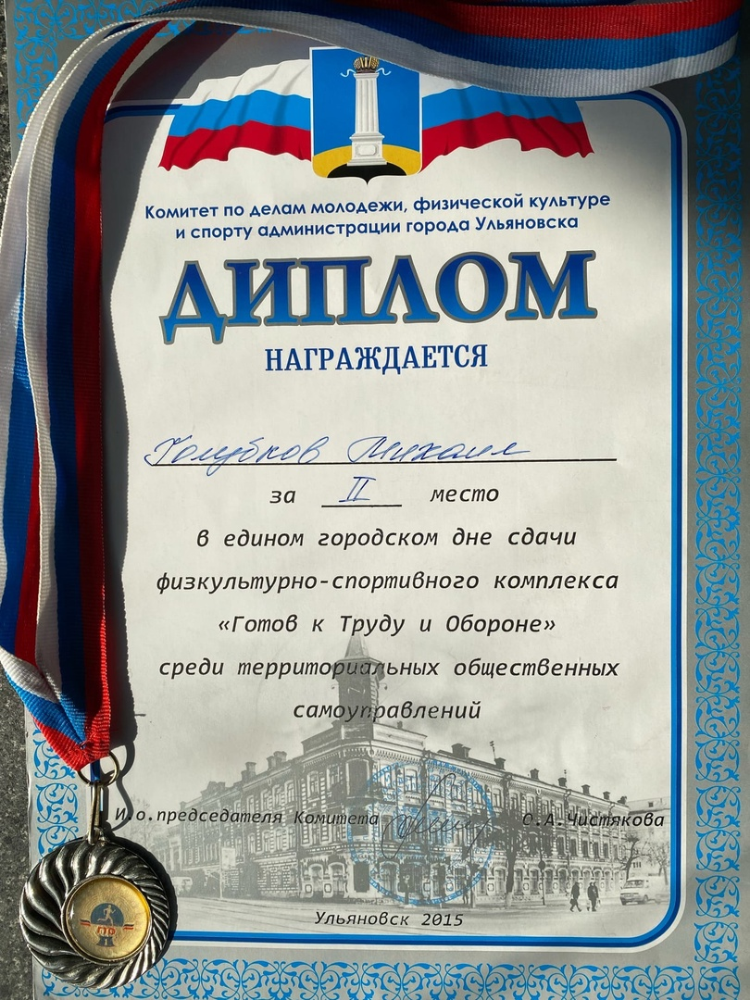 Комитет по делам молодежи, физической культуре
и спорту администрации города Ульяновска
ДИПЛОМ
НАГРАЖДАЕТСЯ
Голубков Михаил
за II место
в едином городском дне сдачи
физкультурно-спортивного комплекса
«Готов к Труду и Обороне»
среди территориальных общественных
самоуправлений
И.о.председателя Комитета О.А.Чистякова
Ульяновск 2015
ГТО